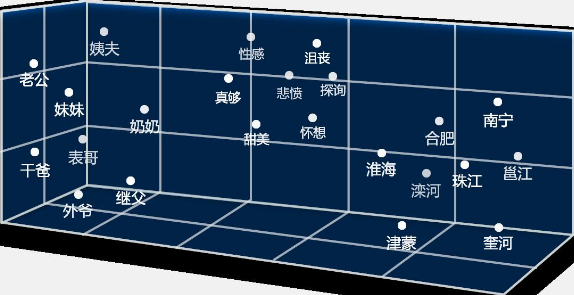 姨夫
性感
沮丧
老公
真够
悲愤
探询
妹妹
奶奶
甜美
怀想
南宁
合肥
表哥
干爸
淮海
滦河
珠江
邕江
外爷
继父
津蒙
奎河